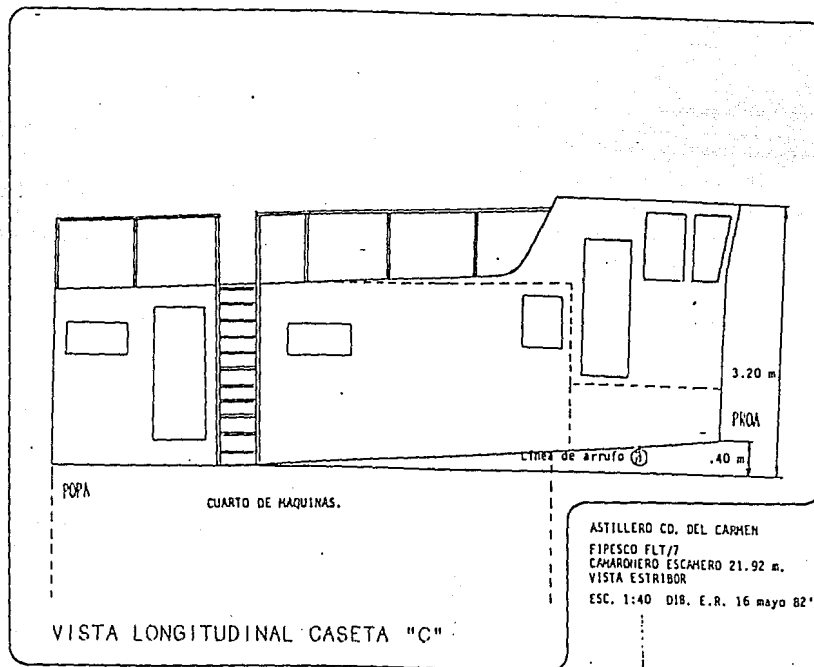 3.20 m
PROA
Línea de arrufo
.40 m
POPA
CUARTO DE MAQUINAS.
ASTILLERO CD. DEL CARMEN
FIPESCO FLT/7
CAMARONERO ESCAMERO 21.92 m.
VISTA ESTRIBOR
ESC. 1:40 DIB. E.R. 16 mayo 82'
VISTA LONGITUDINAL CASETA "C"